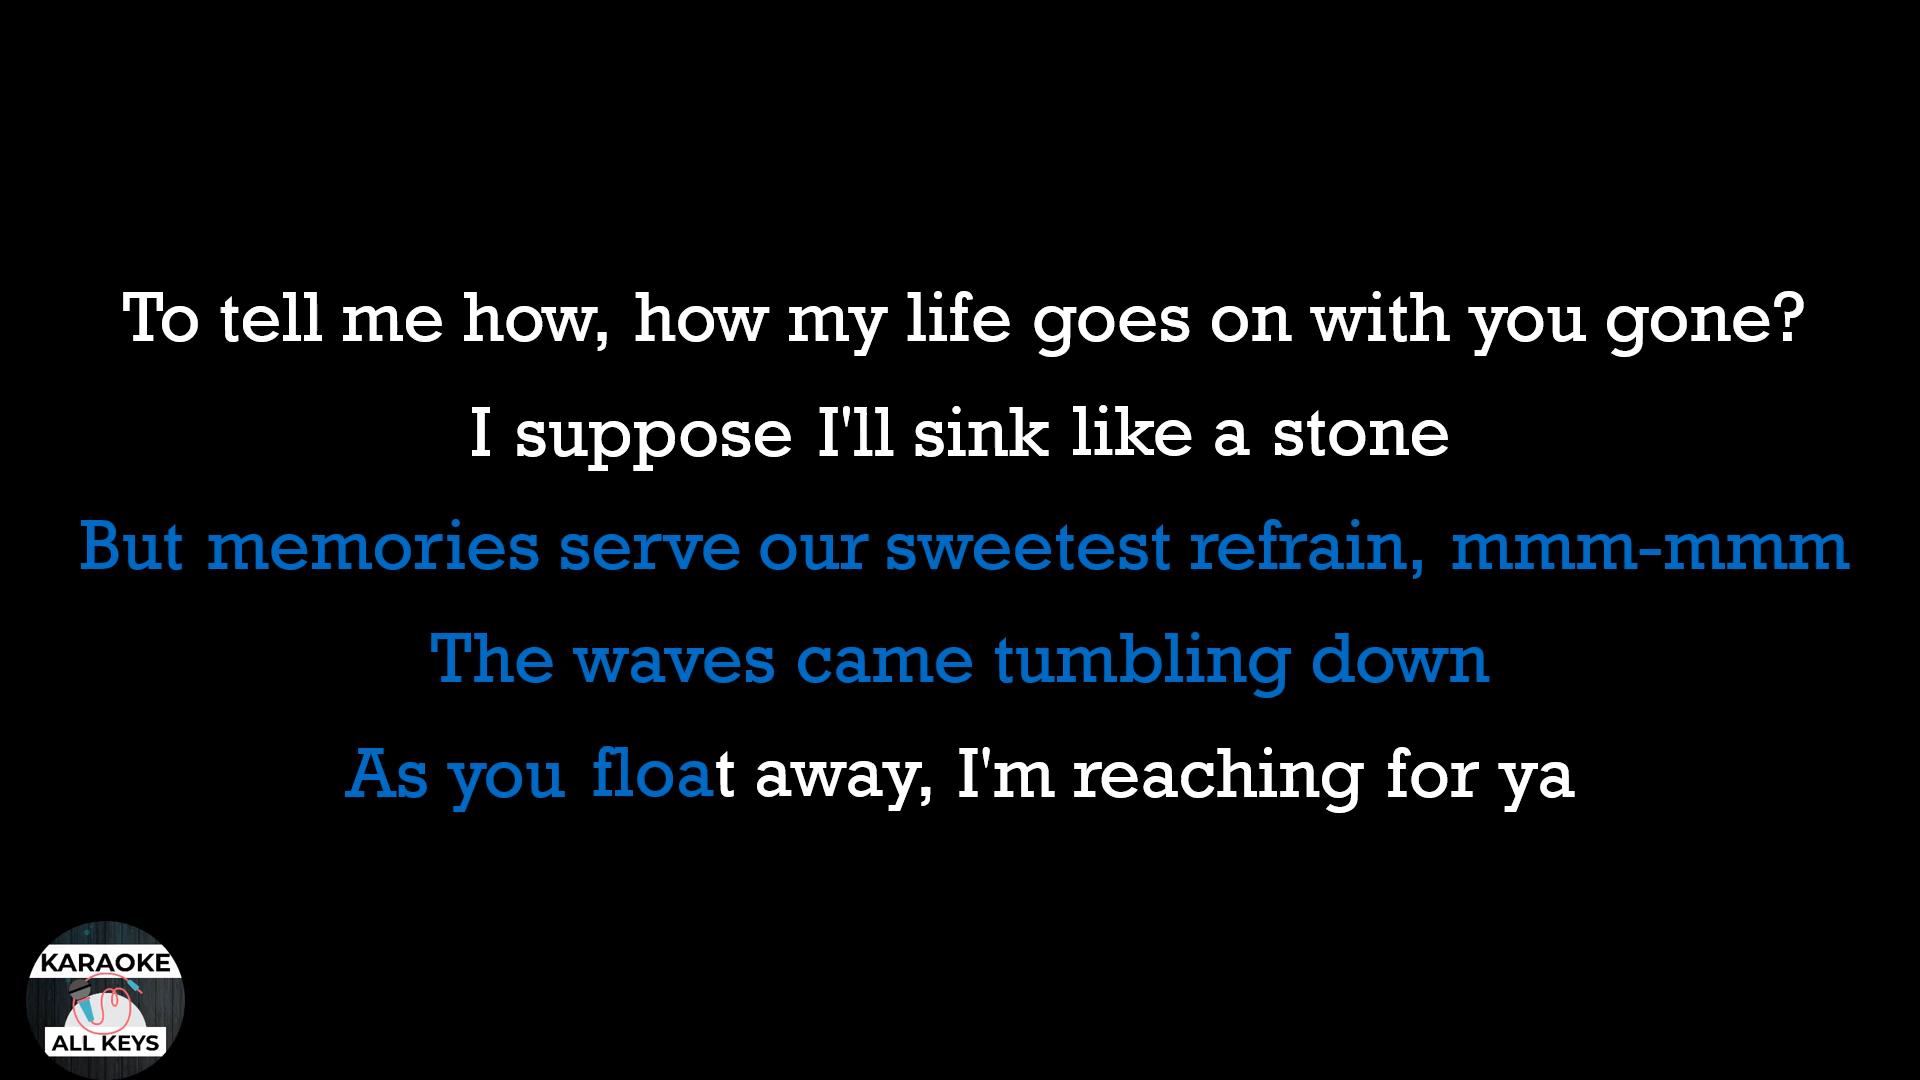 To tell me how, how my life goes on with you gone?
I suppose I'll sink like a stone
But memories serve our sweetest refrain, mmm-mmm
The waves came tumbling down
As you float away, I'm reaching for ya
KARAOKE
ALL KEYS